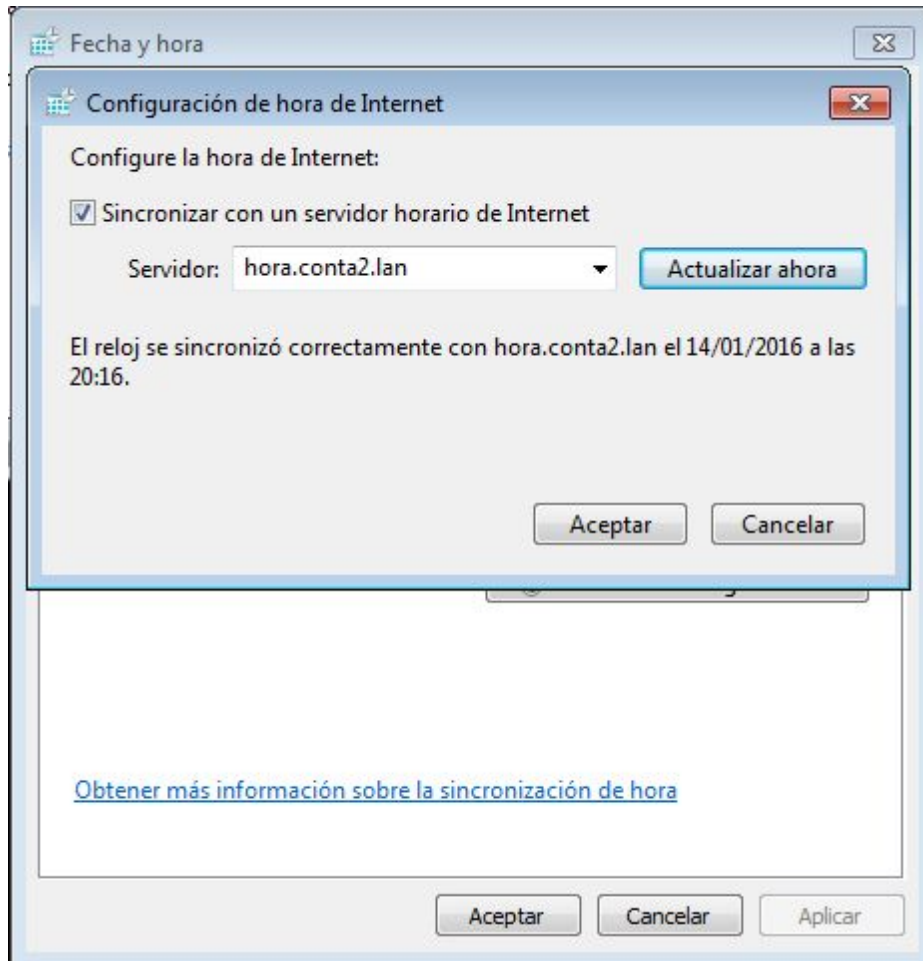 Fecha y hora
Configuración de hora de Internet
Configure la hora de Internet:
Sincronizar con un servidor horario de Internet
Servidor: hora.conta2.lan Actualizar ahora
El reloj se sincronizó correctamente con hora.conta2.lan el 14/01/2016 a las
20:16.
Aceptar Cancelar
Obtener más información sobre la sincronización de hora
Aceptar Cancelar Aplicar